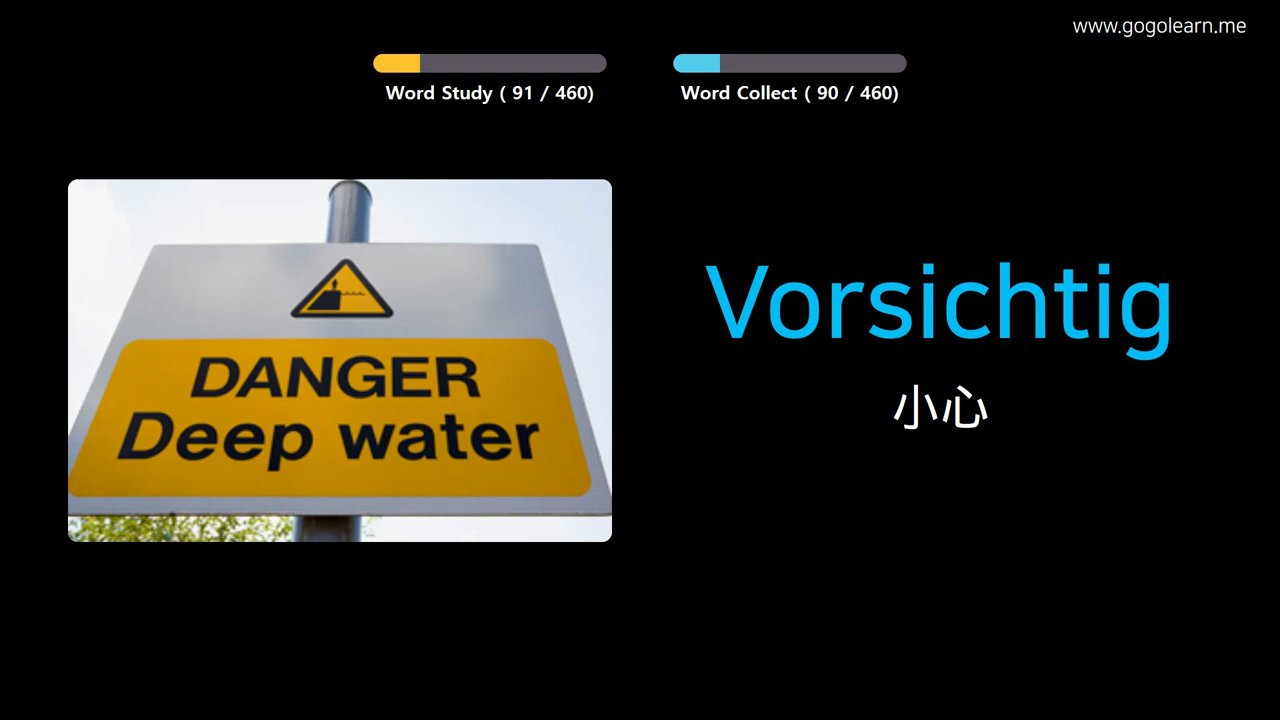 www.gogolearn.me
Word Study ( 91 / 460)
Word Collect ( 90 / 460)
DANGER
Deep water
Vorsichtig
小心